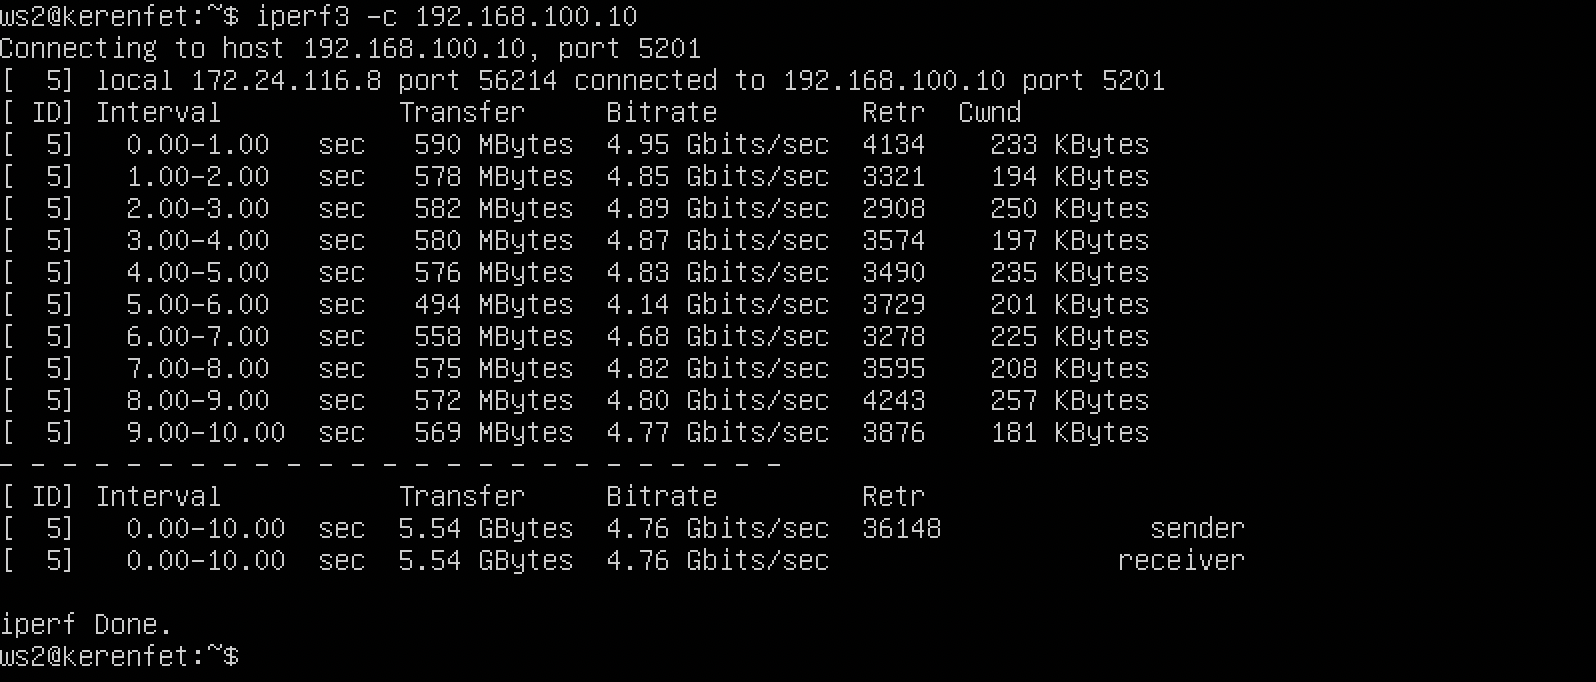 ws2@kerenfet:~$ iperf3 -c 192.168.100.10
Connecting to host 192.168.100.10, port 5201
[  5] local 172.24.116.8 port 56214 connected to 192.168.100.10 port 5201
[ ID] Interval           Transfer     Bitrate         Retr  Cwnd
[  5]   0.00-1.00   sec   590 MBytes  4.95 Gbits/sec  4134    233 KBytes
[  5]   1.00-2.00   sec   578 MBytes  4.85 Gbits/sec  3321    194 KBytes
[  5]   2.00-3.00   sec   582 MBytes  4.89 Gbits/sec  2908    250 KBytes
[  5]   3.00-4.00   sec   580 MBytes  4.87 Gbits/sec  3574    197 KBytes
[  5]   4.00-5.00   sec   576 MBytes  4.83 Gbits/sec  3490    235 KBytes
[  5]   5.00-6.00   sec   494 MBytes  4.14 Gbits/sec  3729    201 KBytes
[  5]   6.00-7.00   sec   558 MBytes  4.68 Gbits/sec  3278    225 KBytes
[  5]   7.00-8.00   sec   575 MBytes  4.82 Gbits/sec  3595    208 KBytes
[  5]   8.00-9.00   sec   572 MBytes  4.80 Gbits/sec  4243    257 KBytes
[  5]   9.00-10.00  sec   569 MBytes  4.77 Gbits/sec  3876    181 KBytes
- - - - - - - - - - - - - - - - - - - - - - - - -
[ ID] Interval           Transfer     Bitrate         Retr
[  5]   0.00-10.00  sec  5.54 GBytes  4.76 Gbits/sec  36148             sender
[  5]   0.00-10.00  sec  5.54 GBytes  4.76 Gbits/sec                  receiver
iperf Done.
ws2@kerenfet:~$